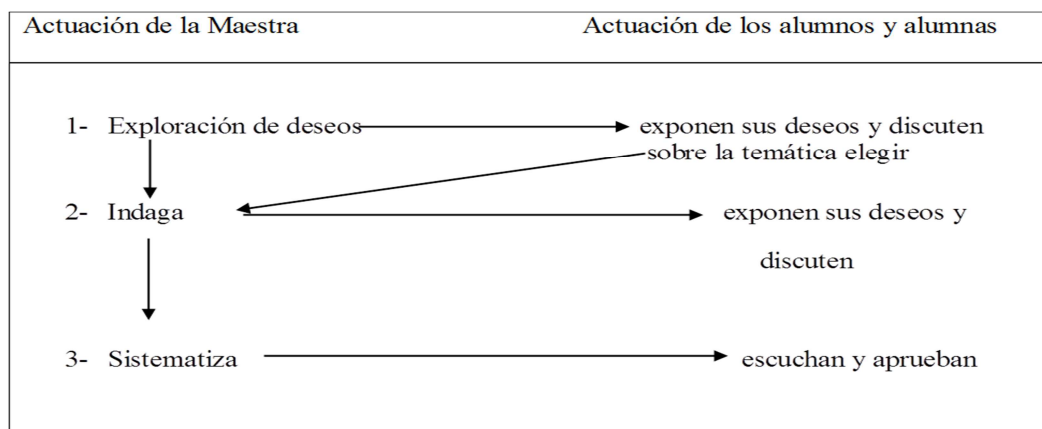 Actuación de la Maestra Actuación de los alumnos y alumnas
1- Exploración de deseos exponen sus deseos y discuten
sobre la temática elegir
2- Indaga exponen sus deseos y
discuten
3- Sistematiza escuchan y aprueban